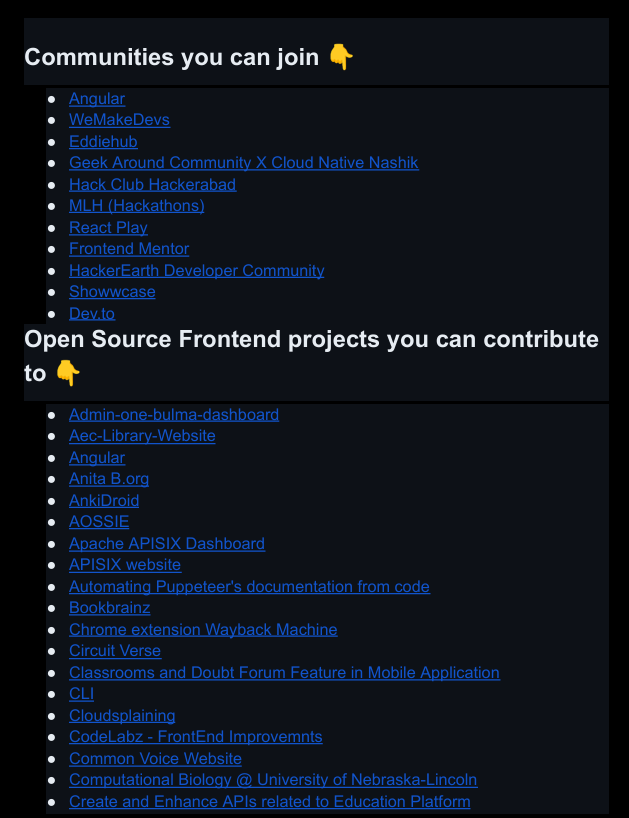 Communities you can join 👇
● Angular
● WeMakeDevs
● Eddiehub
● Geek Around Community X Cloud Native Nashik
● Hack Club Hackerabad
● MLH (Hackathons)
● React Play
● Frontend Mentor
● HackerEarth Developer Community
● Showwcase
● Dev.to
Open Source Frontend projects you can contribute
to 👇
● Admin-one-bulma-dashboard
● Aec-Library-Website
● Angular
● Anita B.org
● AnkiDroid
● AOSSIE
● Apache APISIX Dashboard
● APISIX website
● Automating Puppeteer's documentation from code
● Bookbrainz
● Chrome extension Wayback Machine
● Circuit Verse
● Classrooms and Doubt Forum Feature in Mobile Application
● CLI
● Cloudsplaining
● CodeLabz - FrontEnd Improvemnts
● Common Voice Website
● Computational Biology @ University of Nebraska-Lincoln
● Create and Enhance APIs related to Education Platform